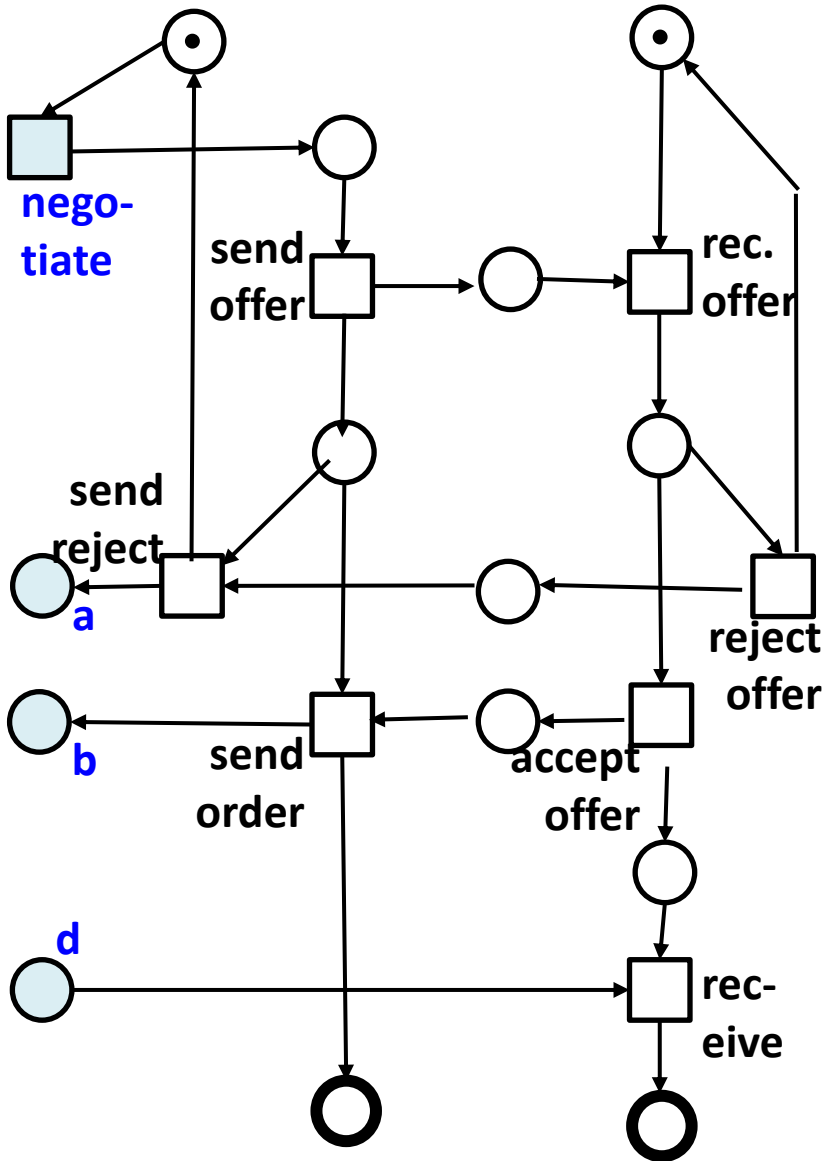 nego-
tiate
send
offer
rec.
offer
send
reject
a
reject
offer
b
send
order
accept
offer
d
rec-
eive